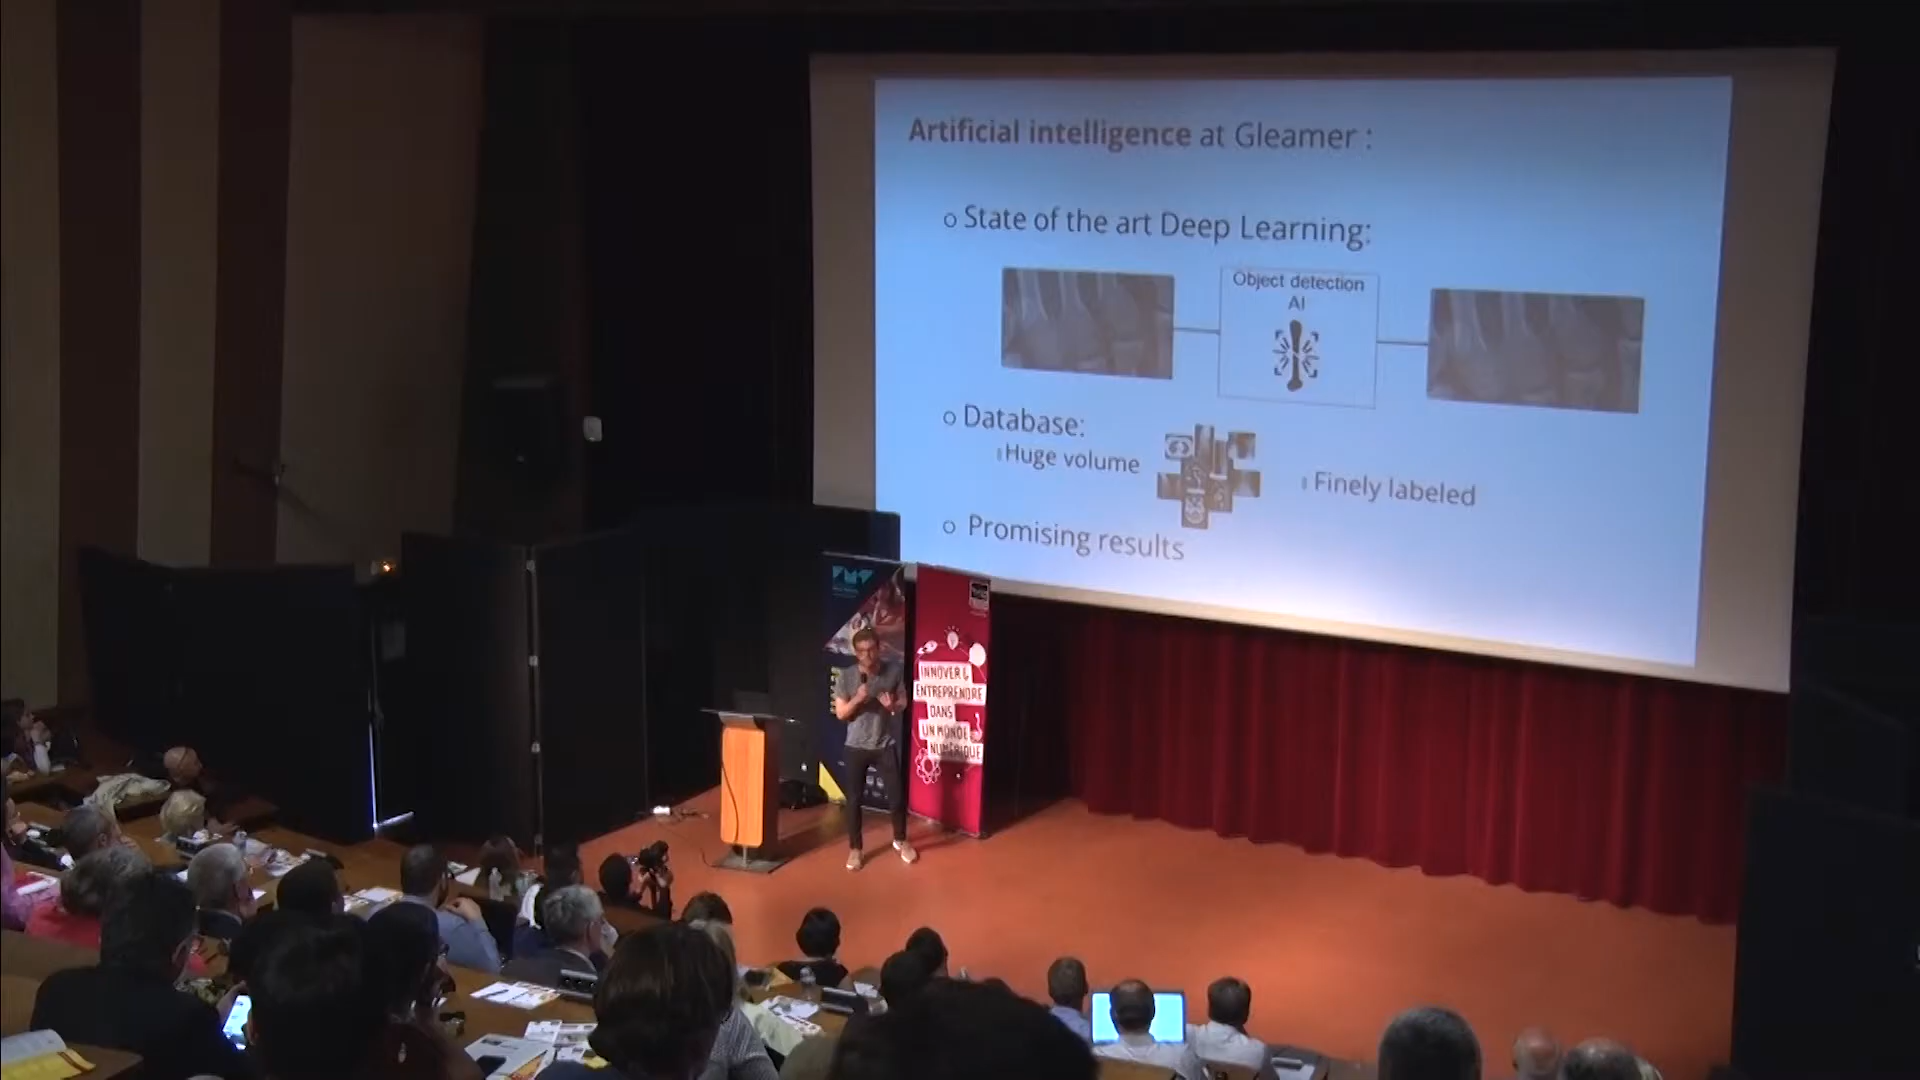 Artificial intelligence at Gleamer :
o State of the art Deep Learning:
Object detection
AI
o Database:
Huge volume
Finely labeled
o Promising results
INNOVER &
ENTREPRENDRE
DANS
UN MONDE
NUMÉRIQUE